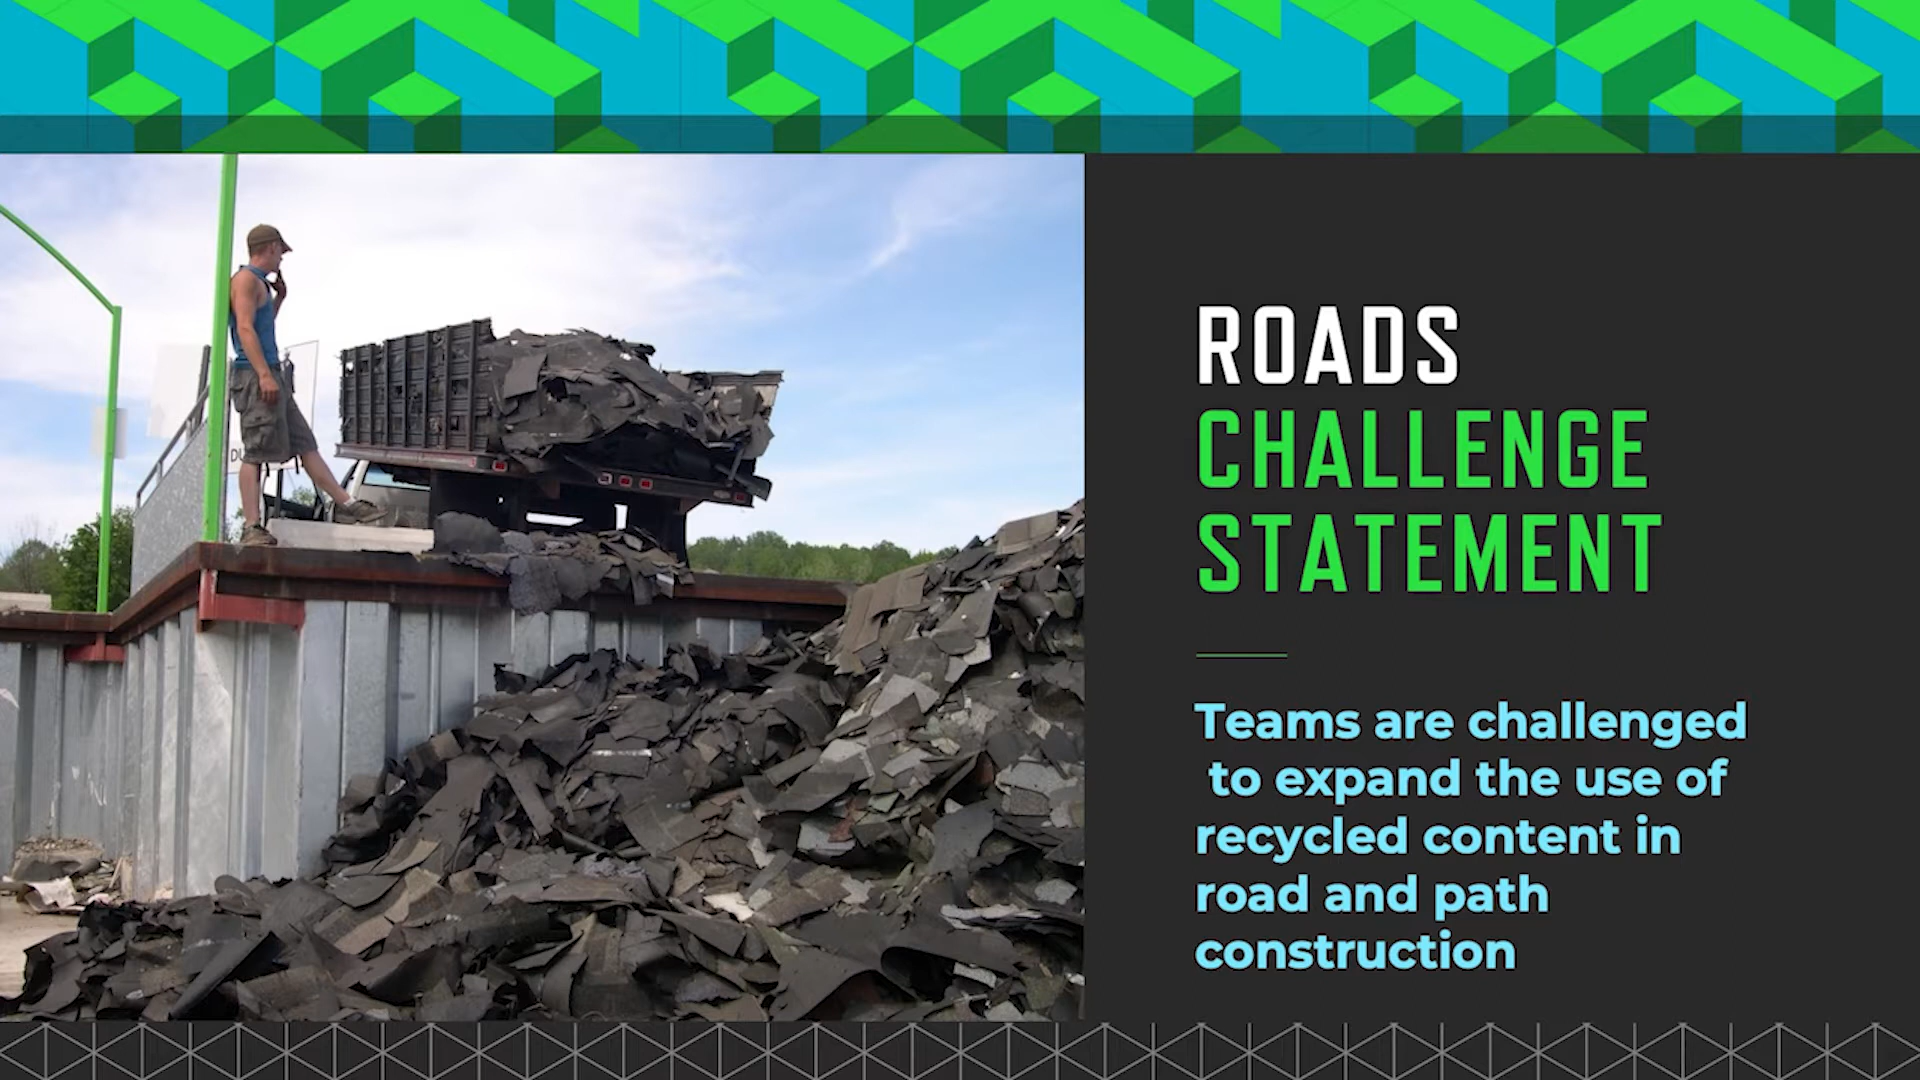 ROADS
CHALLENGE
STATEMENT
Teams are challenged
to expand the use of
recycled content in
road and path
construction